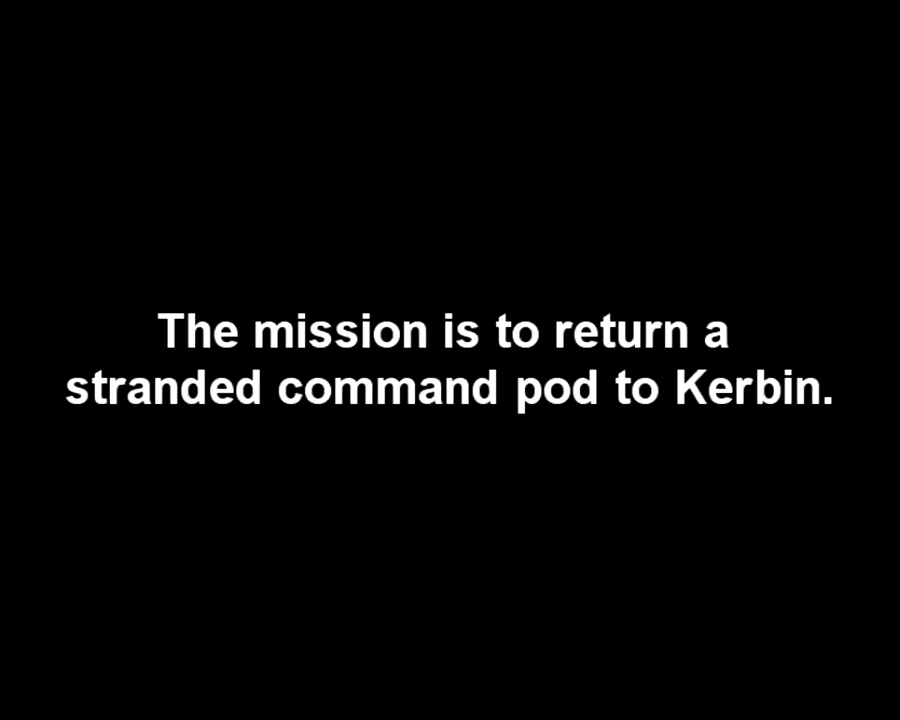 The mission is to return a
stranded command pod to Kerbin.